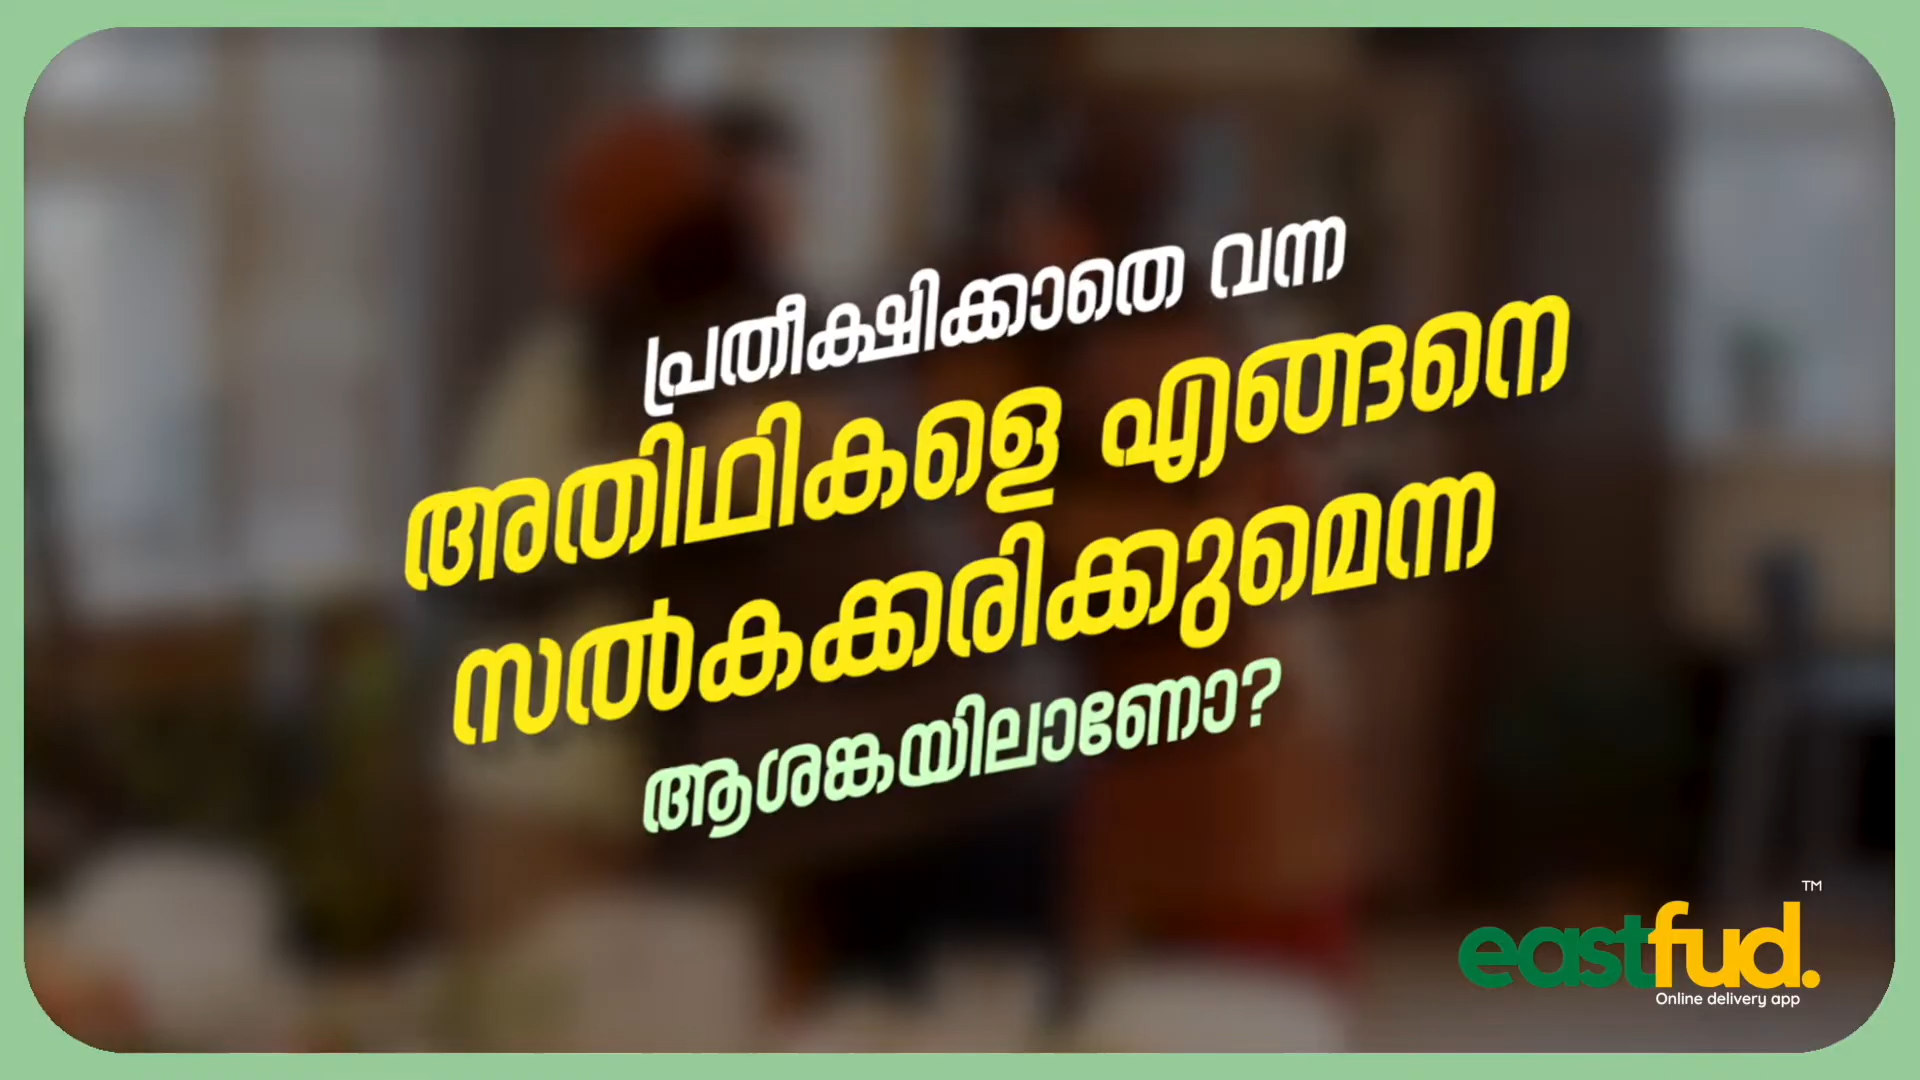 പ്രതീക്ഷിക്കാതെ വന്ന
അതിഥികളെ എങ്ങനെ
സൽകക്കരിക്കുമെന്ന
ആശങ്കയിലാണോ?
eastfud.™
Online delivery app